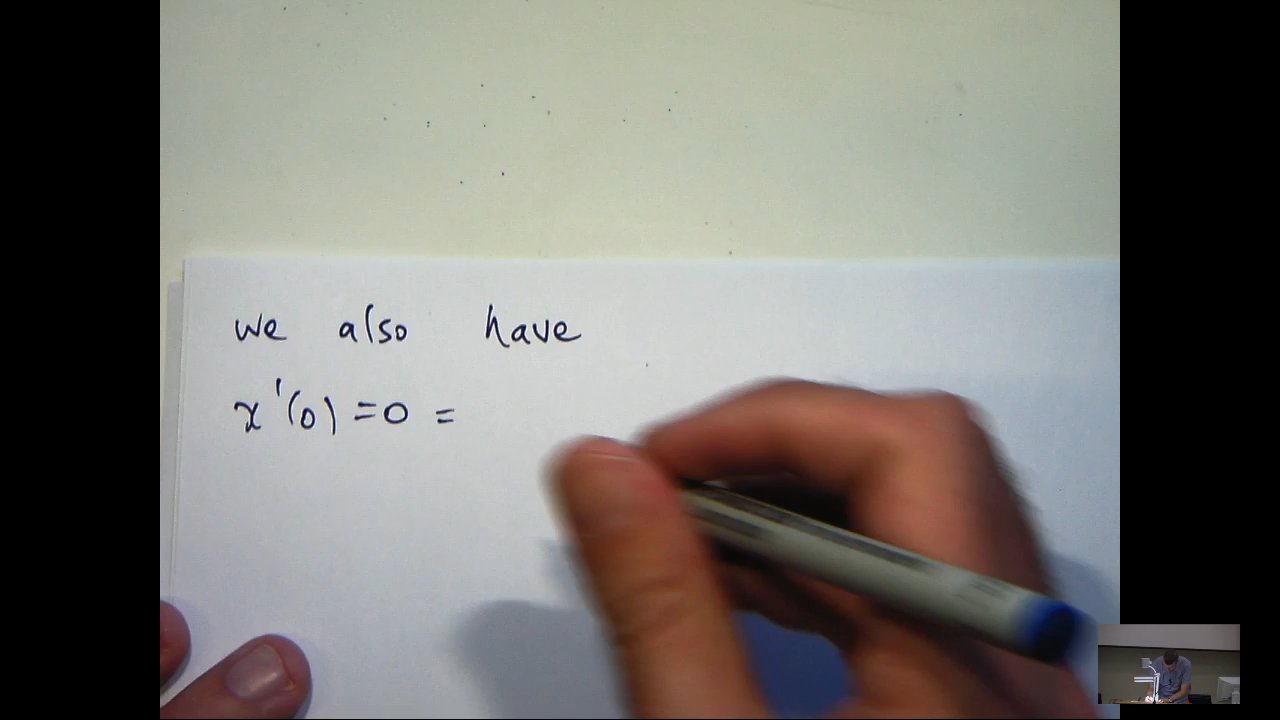 we also have
x'(0) = 0 =